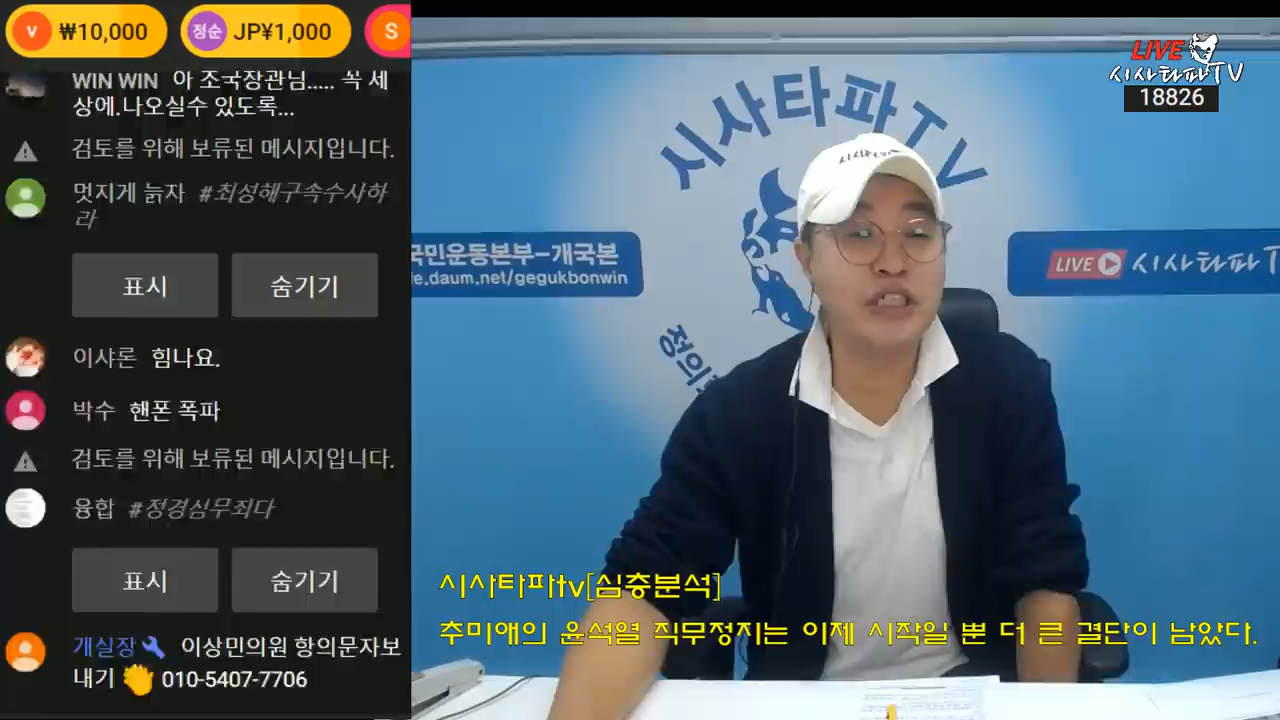 ₩10,000
정순 JP¥1,000
S
WIN WIN 아 조국장관님..... 꼭 세
상에.나오실수 있도록...
검토를 위해 보류된 메시지입니다.
멋지게 늙자 #최성해구속수사하
라
표시 숨기기
이샤론 힘나요.
박수 핸폰 폭파
검토를 위해 보류된 메시지입니다.
융합 #정경심무죄다
표시 숨기기
개실장 이상민의원 항의문자보
내기 👏 010-5407-7706
LIVE
시사타파TV
18826
시사타파TV
국민운동본부-개국본
e.daum.net/gegukbonwin
LIVE 시사타파T
정의
시사타파tv[심층분석]
추미애의 윤석열 직무정지는 이제 시작일 뿐 더 큰 결단이 남았다.